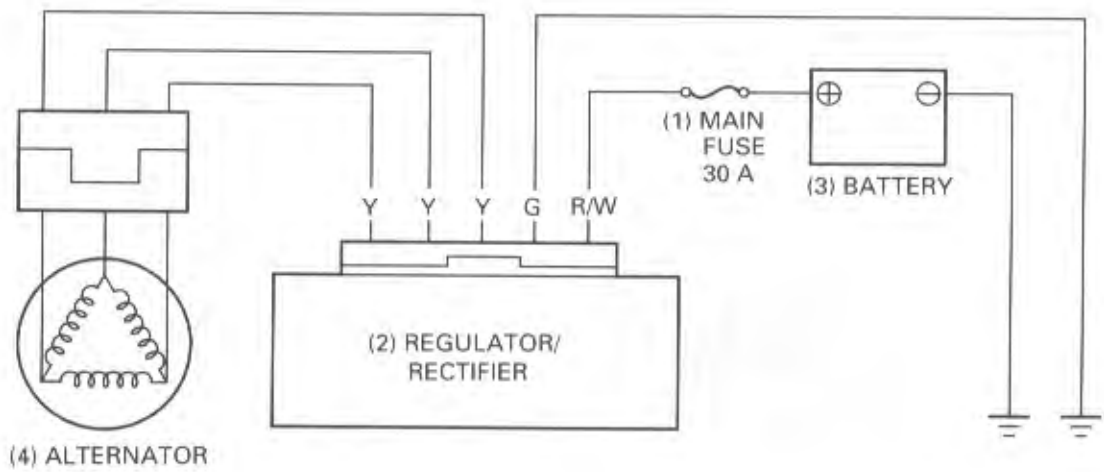 (1) MAIN
FUSE
30 A
(3) BATTERY
Y Y Y G R/W
(2) REGULATOR/
RECTIFIER
(4) ALTERNATOR